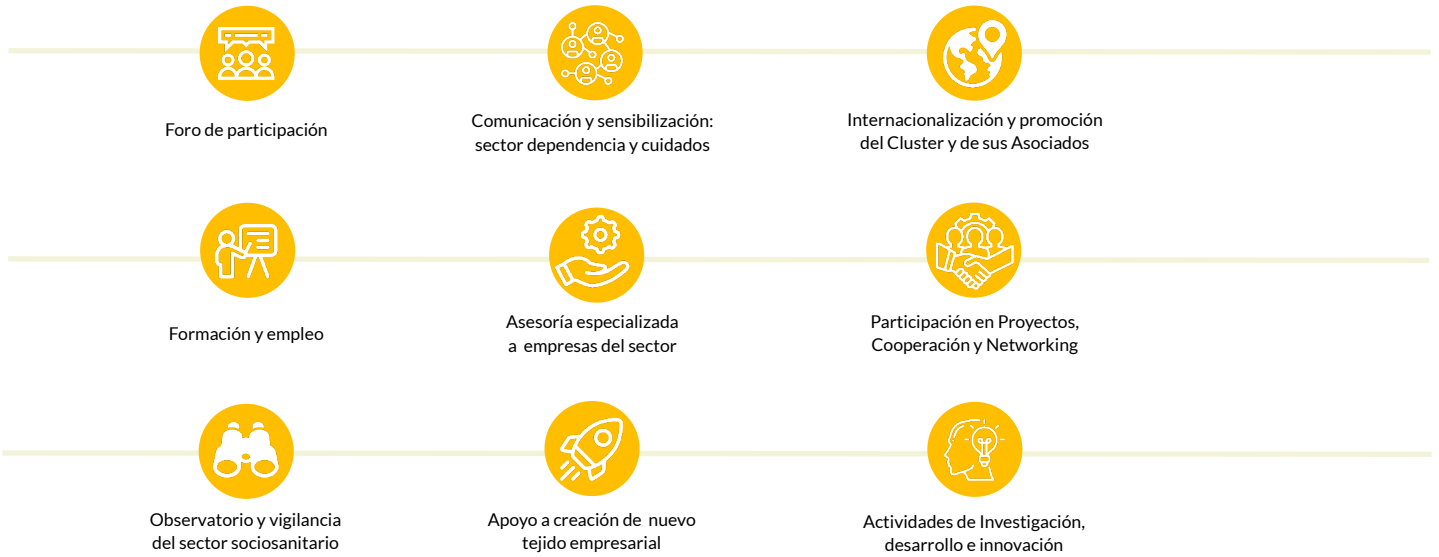 Foro de participación
Comunicación y sensibilización:
sector dependencia y cuidados
Internacionalización y promoción
del Cluster y de sus Asociados
Formación y empleo
Asesoría especializada
a empresas del sector
Participación en Proyectos,
Cooperación y Networking
Observatorio y vigilancia
del sector sociosanitario
Apoyo a creación de nuevo
tejido empresarial
Actividades de Investigación,
desarrollo e innovación